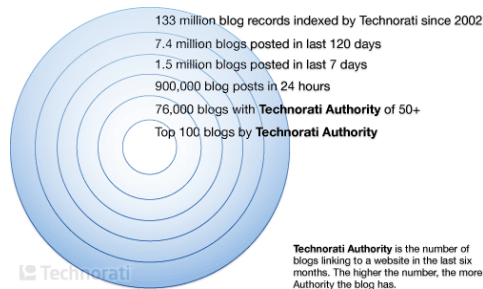 133 million blog records indexed by Technorati since 2002
7.4 million blogs posted in last 120 days
1.5 million blogs posted in last 7 days
900,000 blog posts in 24 hours
76,000 blogs with Technorati Authority of 50+
Top 100 blogs by Technorati Authority
Technorati Authority is the number of
blogs linking to a website in the last six
months. The higher the number, the more
Authority the blog has.
Technorati